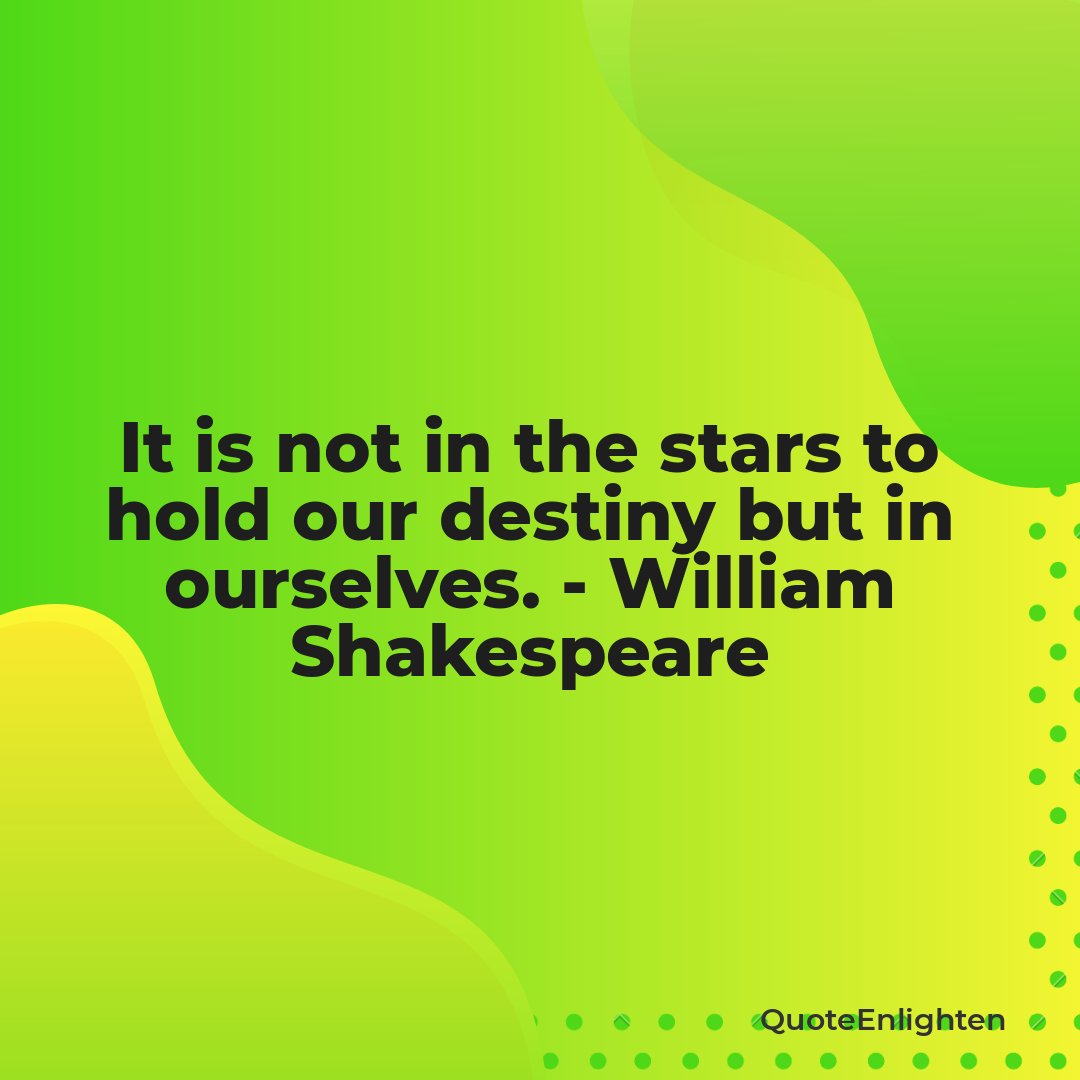 It is not in the stars to
hold our destiny but in
ourselves. - William
Shakespeare
QuoteEnlighten